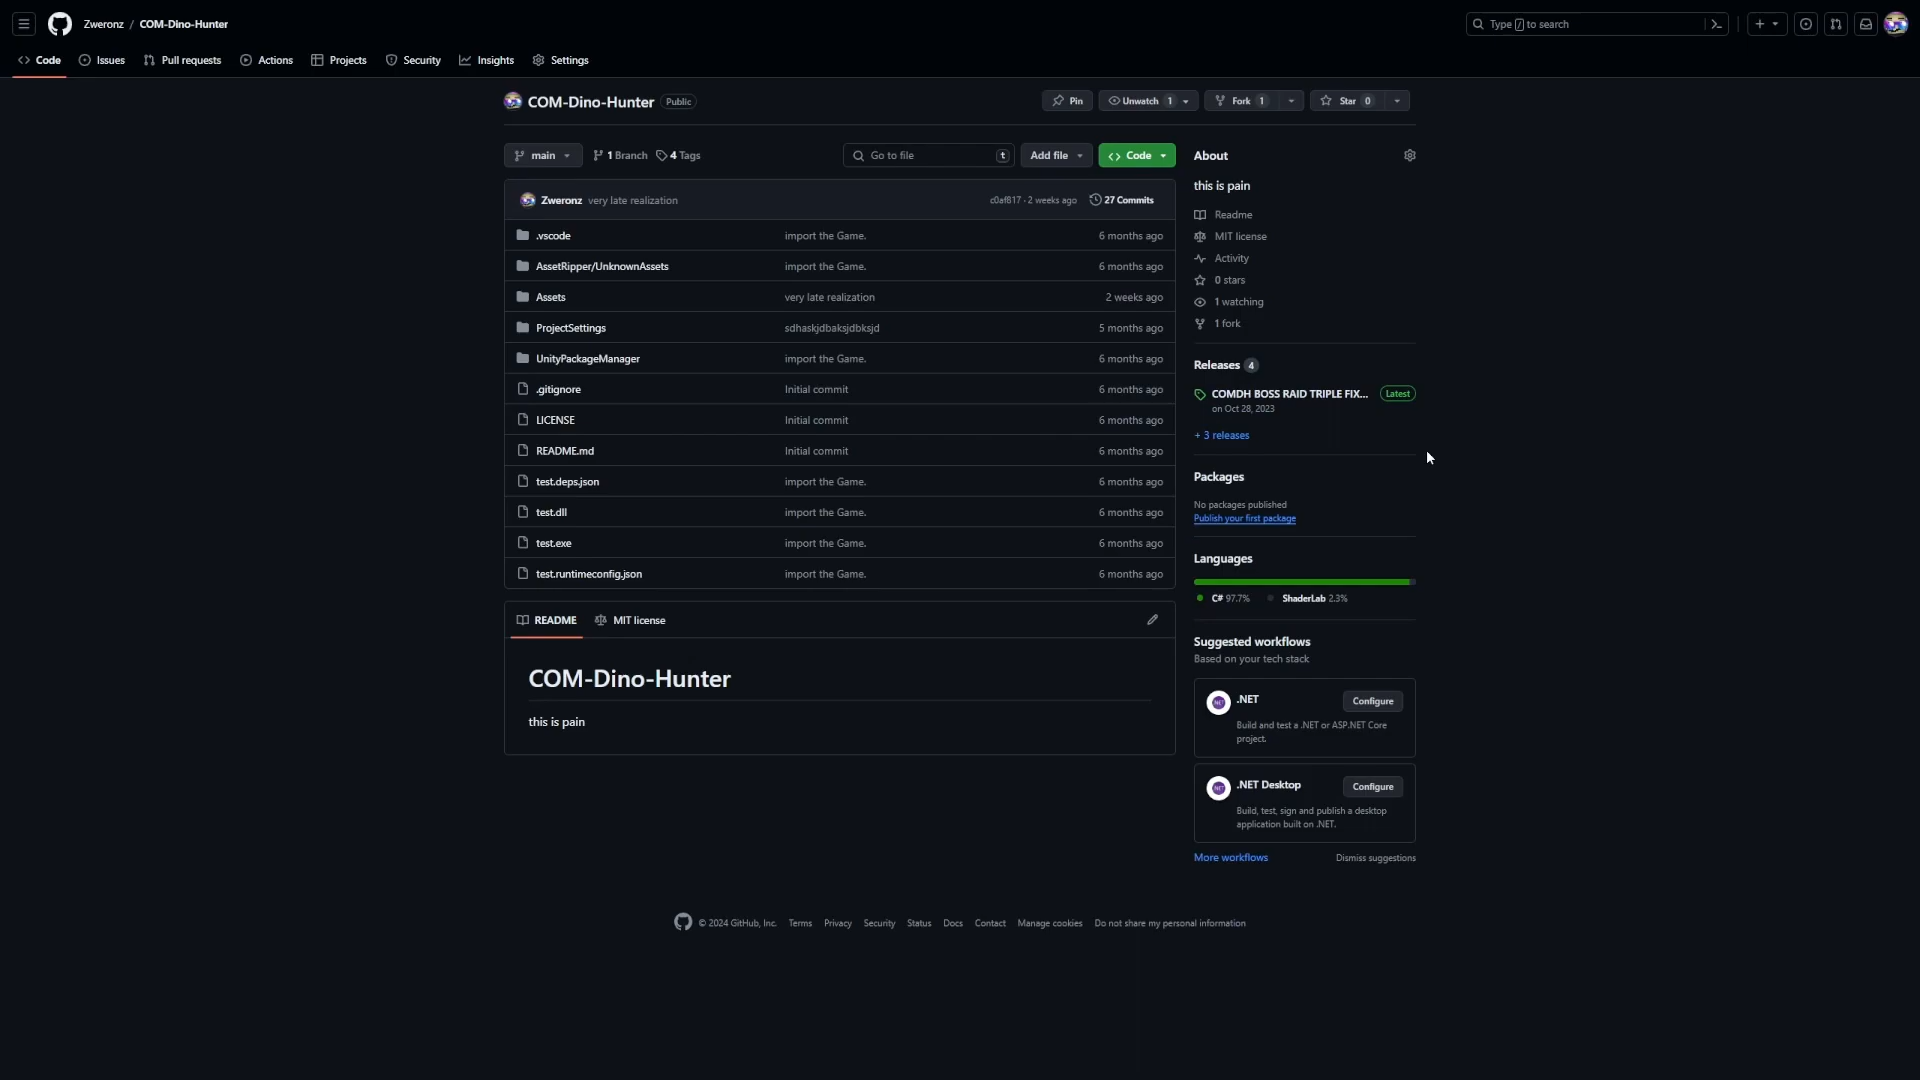 Zweronz / COM-Dino-Hunter
Type / to search
Code Issues Pull requests Actions Projects Security Insights Settings
COM-Dino-Hunter Public
Pin Unwatch 1 Fork 1 Star 0
main 1 Branch 4 Tags Go to file t Add file Code
Zweronz very late realization c0af817 · 2 weeks ago 27 Commits
.vscode import the Game. 6 months ago
AssetRipper/UnknownAssets import the Game. 6 months ago
Assets very late realization 2 weeks ago
ProjectSettings sdhaskjdbaksjdbksjd 5 months ago
UnityPackageManager import the Game. 6 months ago
.gitignore Initial commit 6 months ago
LICENSE Initial commit 6 months ago
README.md Initial commit 6 months ago
test.deps.json import the Game. 6 months ago
test.dll import the Game. 6 months ago
test.exe import the Game. 6 months ago
test.runtimeconfig.json import the Game. 6 months ago
README MIT license
COM-Dino-Hunter
this is pain
About
this is pain
Readme
MIT license
Activity
0 stars
1 watching
1 fork
Releases 4
COMDH BOSS RAID TRIPLE FIX... Latest
on Oct 28, 2023
+ 3 releases
Packages
No packages published
Publish your first package
Languages
C# 97.7% ShaderLab 2.3%
Suggested workflows
Based on your tech stack
.NET Configure
Build and test a .NET or ASP.NET Core
project.
.NET Desktop Configure
Build, test, sign and publish a desktop
application built on .NET.
More workflows Dismiss suggestions
© 2024 GitHub, Inc. Terms Privacy Security Status Docs Contact Manage cookies Do not share my personal information